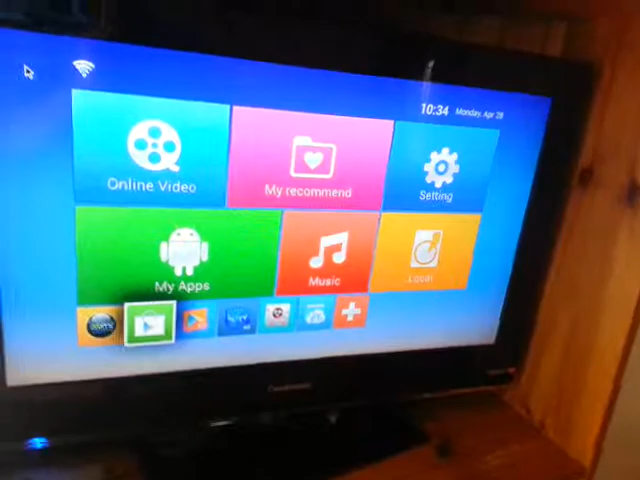 10:34 Monday, Apr 28
Online Video
My recommend
Setting
My Apps
Music
Local